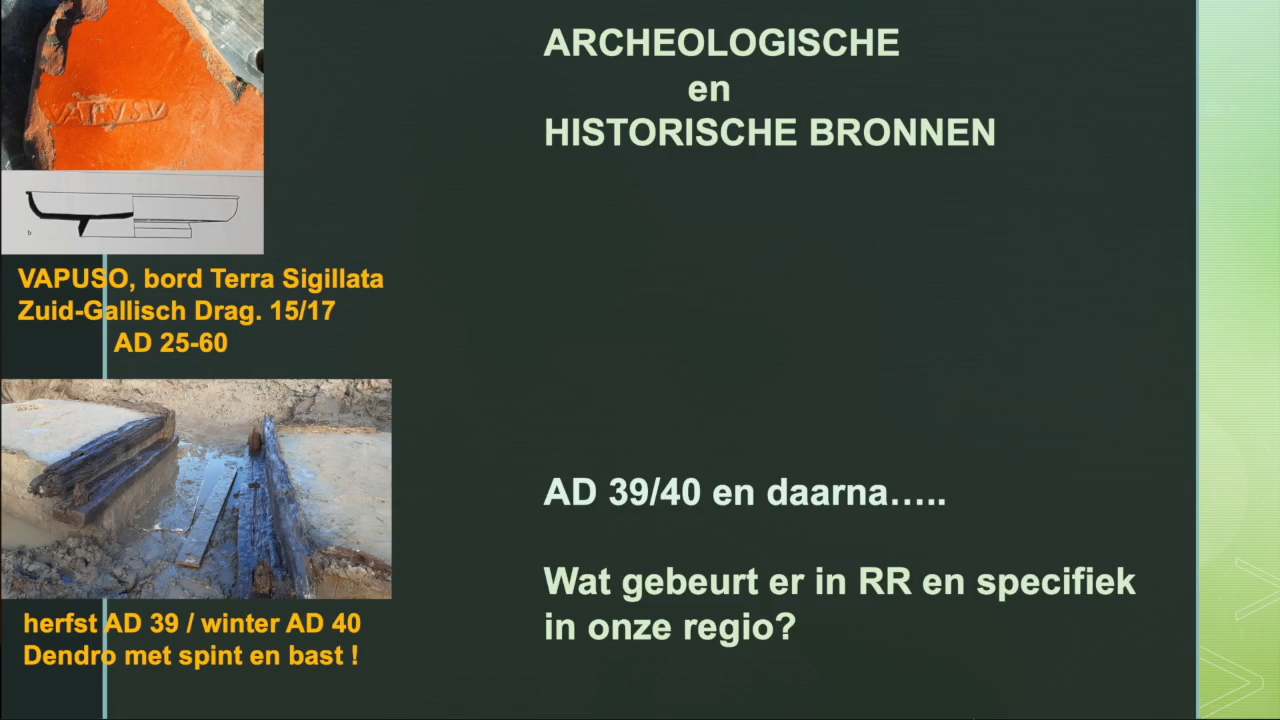 ARCHEOLOGISCHE
en
HISTORISCHE BRONNEN
VAPUSO, bord Terra Sigillata
Zuid-Gallisch Drag. 15/17
AD 25-60
herfst AD 39 / winter AD 40
Dendro met spint en bast !
AD 39/40 en daarna…..
Wat gebeurt er in RR en specifiek
in onze regio?